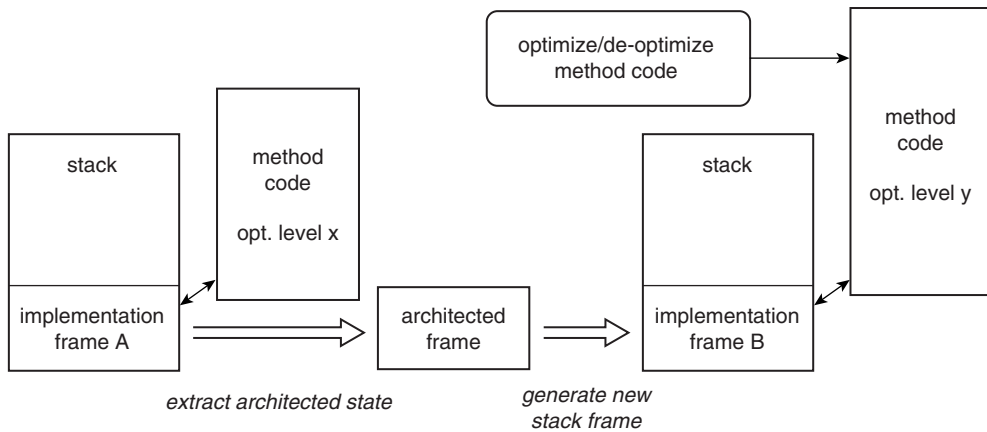 optimize/de-optimize
method code
method
code
opt. level y
stack
method
code
opt. level x
stack
implementation
frame A
architected
frame
implementation
frame B
extract architected state
generate new
stack frame